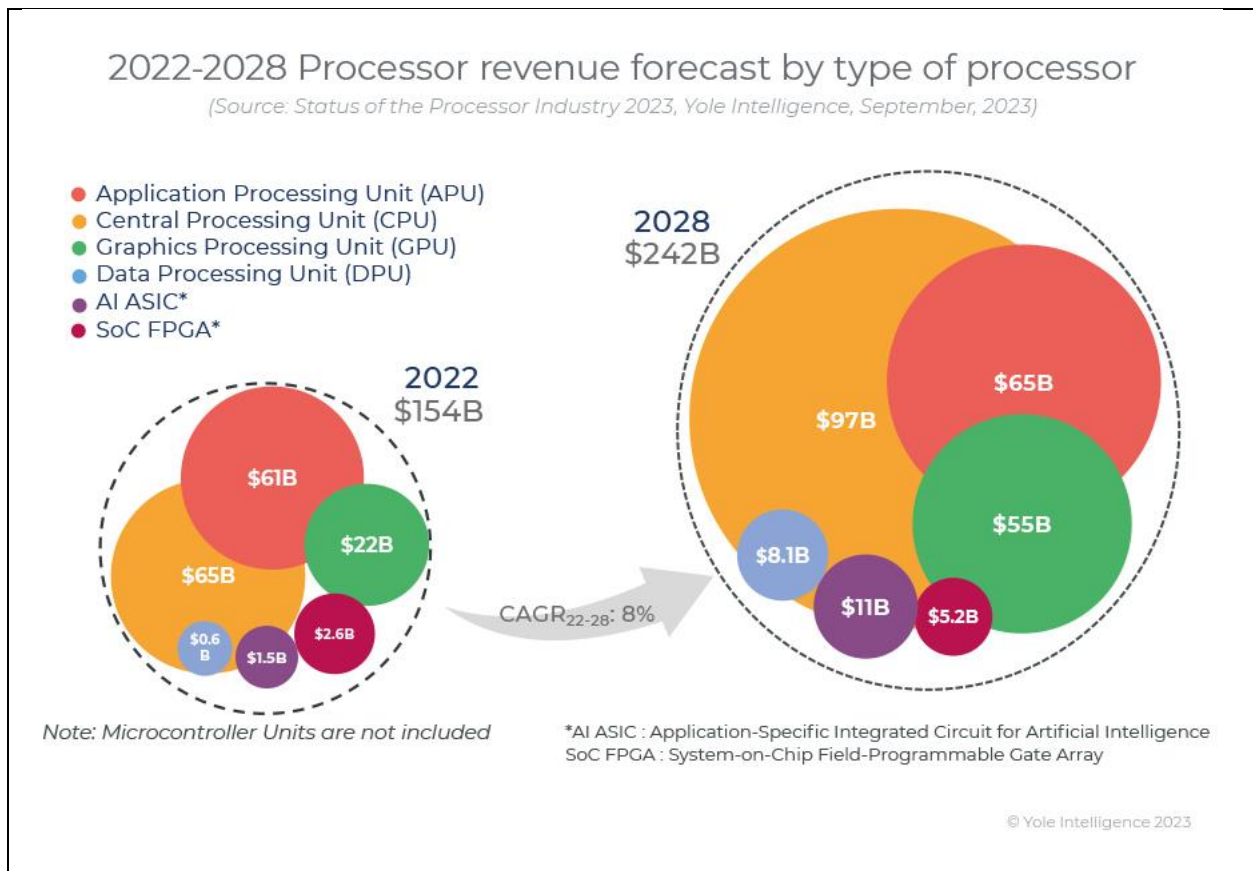 2022-2028 Processor revenue forecast by type of processor
(Source: Status of the Processor Industry 2023, Yole Intelligence, September, 2023)
Application Processing Unit (APU)
Central Processing Unit (CPU)
Graphics Processing Unit (GPU)
Data Processing Unit (DPU)
AI ASIC*
SoC FPGA*
2022
$154B
$61B
$22B
$65B
$0.6
B
$1.5B
$2.6B
CAGR22-28: 8%
2028
$242B
$65B
$97B
$55B
$8.1B
$11B
$5.2B
Note: Microcontroller Units are not included
*AI ASIC : Application-Specific Integrated Circuit for Artificial Intelligence
SoC FPGA : System-on-Chip Field-Programmable Gate Array
© Yole Intelligence 2023